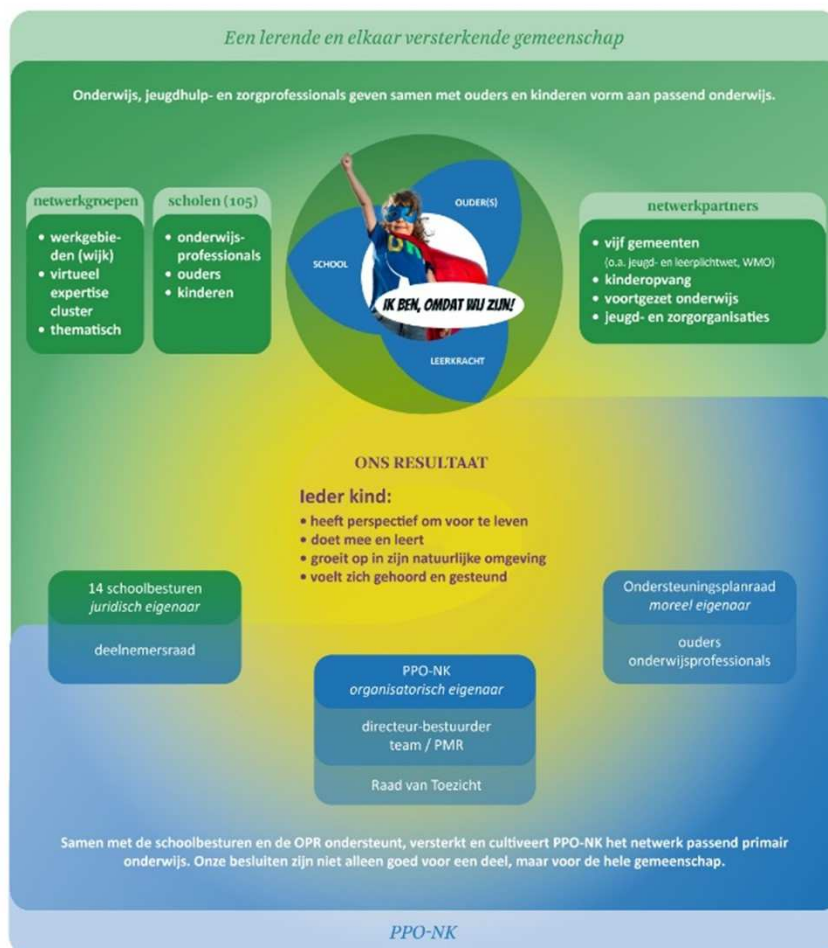 Een lerende en elkaar versterkende gemeenschap
Onderwijs, jeugdhulp- en zorgprofessionals geven samen met ouders en kinderen vorm aan passend onderwijs.
netwerkgroepen
• werkgebie-
den (wijk)
• virtueel
expertise
cluster
• thematisch
scholen (105)
• onderwijs-
professionals
• ouders
• kinderen
OUDER(S)
SCHOOL
IK BEN, OMDAT WIJ ZIJN!
LEERKRACHT
netwerkpartners
• vijf gemeenten
(o.a. jeugd- en leerplichtwet, WMO)
• kinderopvang
• voortgezet onderwijs
• jeugd- en zorgorganisaties
ONS RESULTAAT
Ieder kind:
• heeft perspectief om voor te leven
• doet mee en leert
• groeit op in zijn natuurlijke omgeving
• voelt zich gehoord en gesteund
14 schoolbesturen
juridisch eigenaar
deelnemersraad
PPO-NK
organisatorisch eigenaar
directeur-bestuurder
team / PMR
Raad van Toezicht
Ondersteuningsplanraad
moreel eigenaar
ouders
onderwijsprofessionals
Samen met de schoolbesturen en de OPR ondersteunt, versterkt en cultiveert PPO-NK het netwerk passend primair
onderwijs. Onze besluiten zijn niet alleen goed voor een deel, maar voor de hele gemeenschap.
PPO-NK